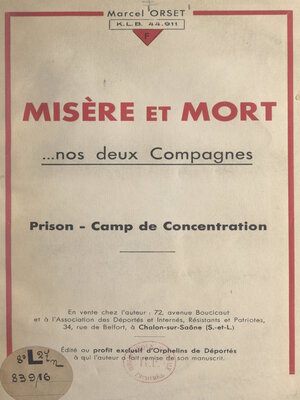 Marcel ORSET
K.L.B. 44.911
F
MISÈRE ET MORT
...nos deux Compagnes
Prison - Camp de Concentration
En vente chez l'auteur : 72, avenue Boucicaut
et à l'Association des Déportés et Internés, Résistants et Patriotes,
34, rue de Belfort, à Chalon-sur-Saône (S.-et-L.)
Édité au profit exclusif d'Orphelins de Déportés
à qui l'auteur a fait remise de son manuscrit.
8° L27
83916